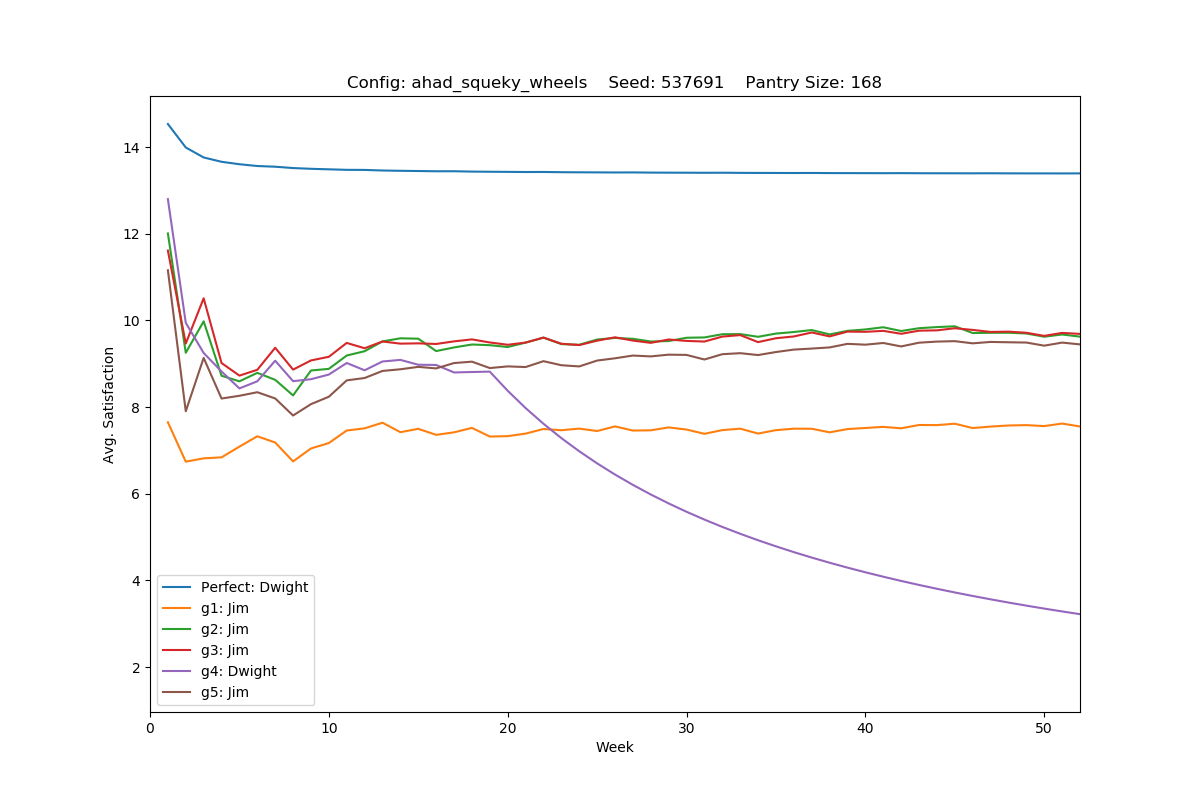 Config: ahad_squeky_wheels    Seed: 537691    Pantry Size: 168
14
12
10
8
6
4
2
Avg. Satisfaction
Perfect: Dwight
g1: Jim
g2: Jim
g3: Jim
g4: Dwight
g5: Jim
0 10 20 30 40 50
Week